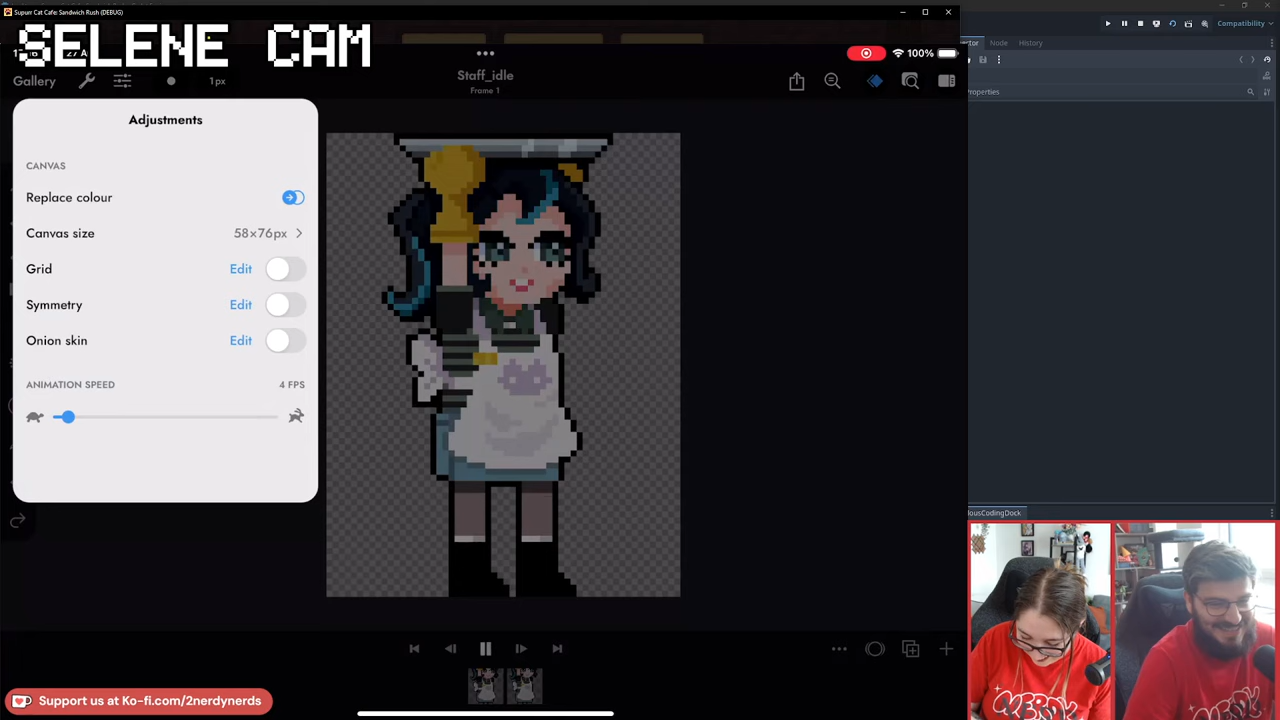 Supurr Cat Cafe: Sandwich Rush (DEBUG)
SELENE CAM
100%
Compatibility
Node
History
Gallery
1px
Staff_idle
Frame 1
Properties
Adjustments
CANVAS
Replace colour
Canvas size
58×76px
Grid
Edit
Symmetry
Edit
Onion skin
Edit
ANIMATION SPEED
4 FPS
Support us at Ko-fi.com/2nerdynerds